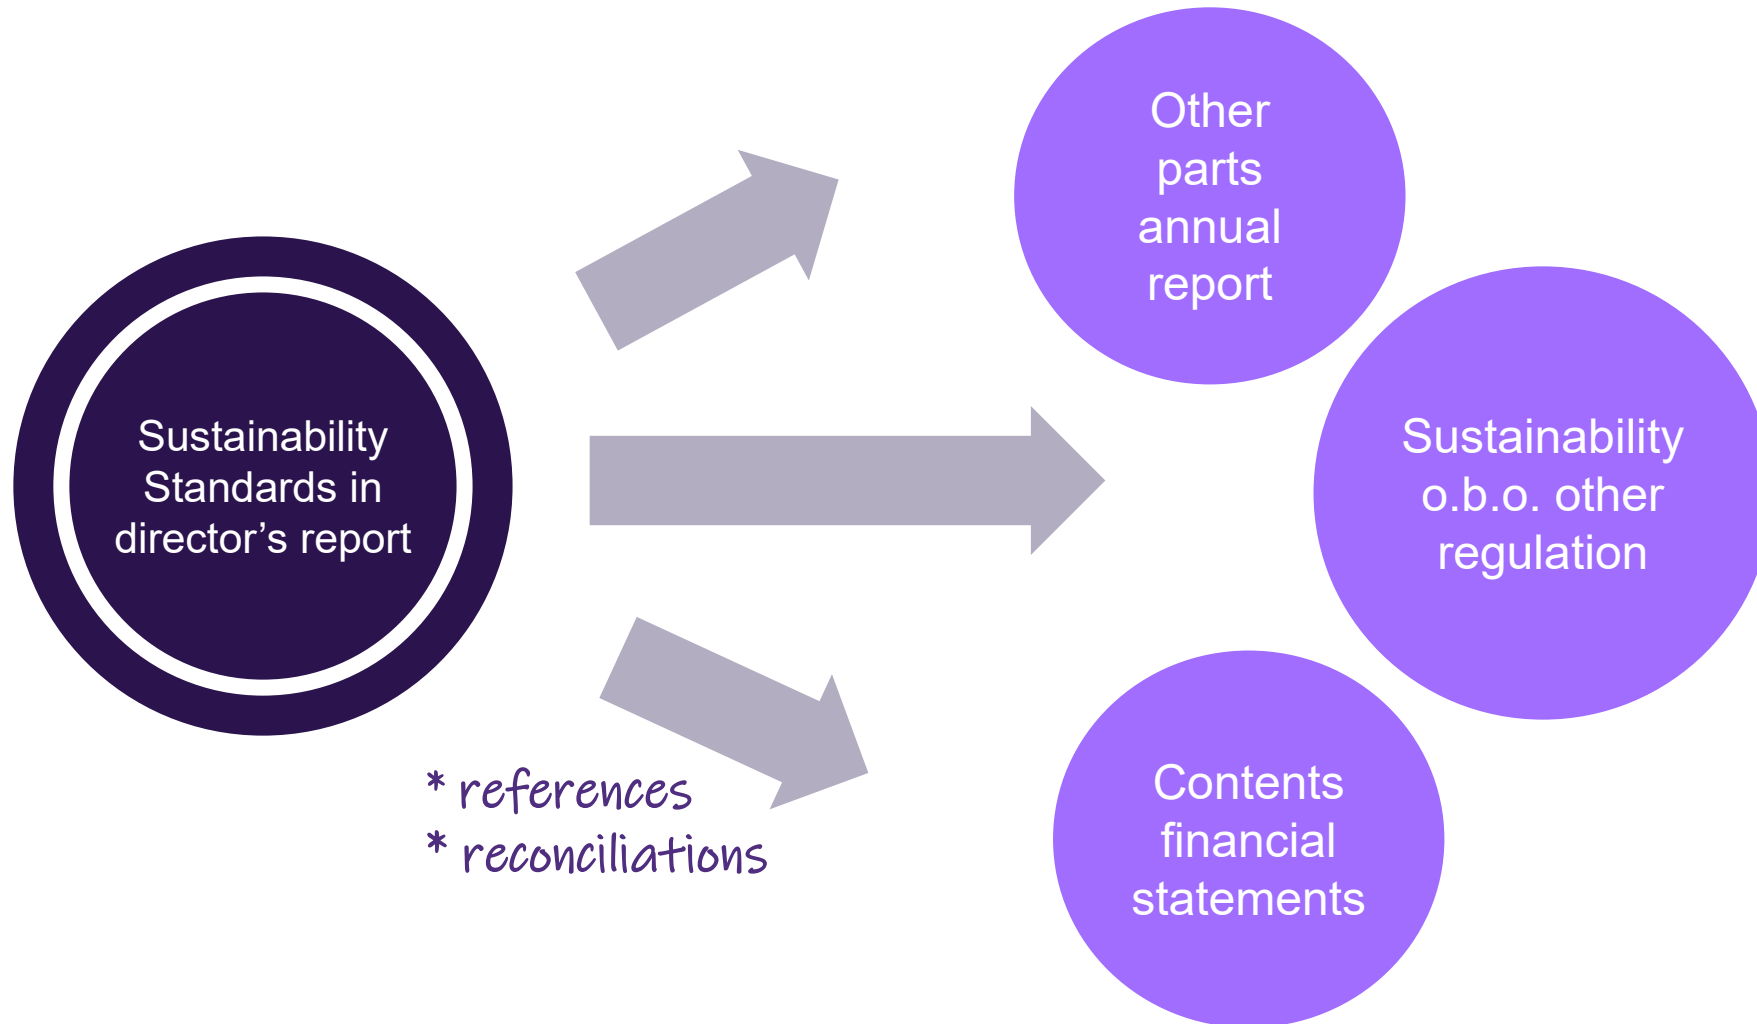 Sustainability
Standards in
director’s report
* references
* reconciliations
Other
parts
annual
report
Sustainability
o.b.o. other
regulation
Contents
financial
statements